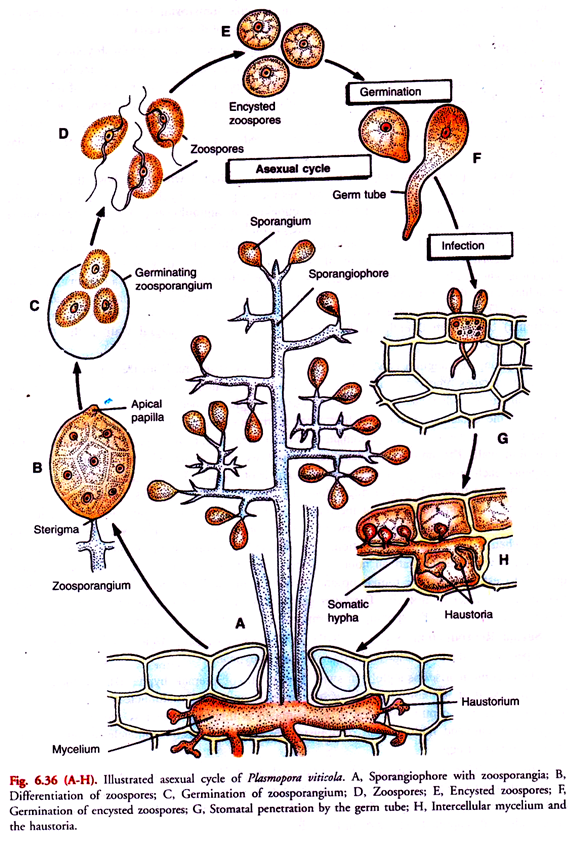 E
Encysted
zoospores
Germination
D
Zoospores
F
Asexual cycle
Germ tube
Sporangium
Infection
Sporangiophore
Germinating
zoosporangium
C
Apical
papilla
G
B
Sterigma
H
Zoosporangium
Somatic
hypha
Haustoria
A
Haustorium
Mycelium
Fig. 6.36 (A-H). Illustrated asexual cycle of Plasmopora viticola. A, Sporangiophore with zoosporangia; B,
Differentiation of zoospores; C, Germination of zoosporangium; D, Zoospores; E, Encysted zoospores; F,
Germination of encysted zoospores; G, Stomatal penetration by the germ tube; H, Intercellular mycelium and
the haustoria.